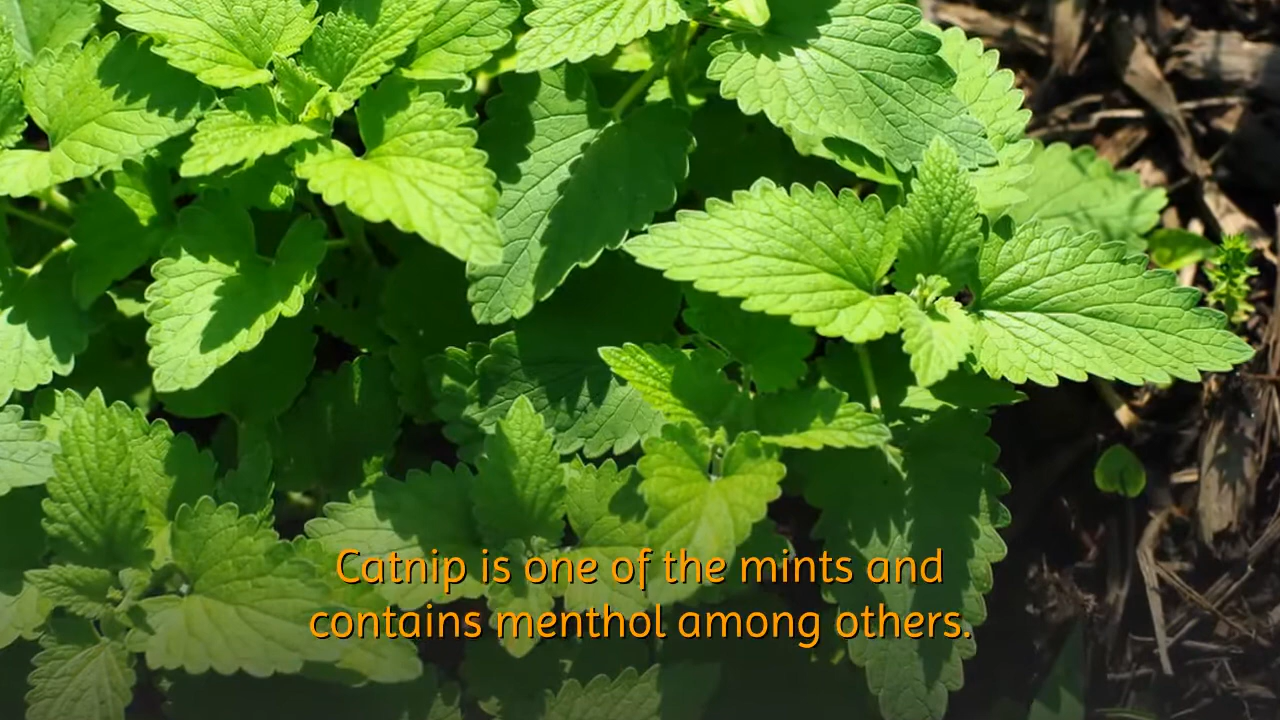 Catnip is one of the mints and
contains menthol among others.